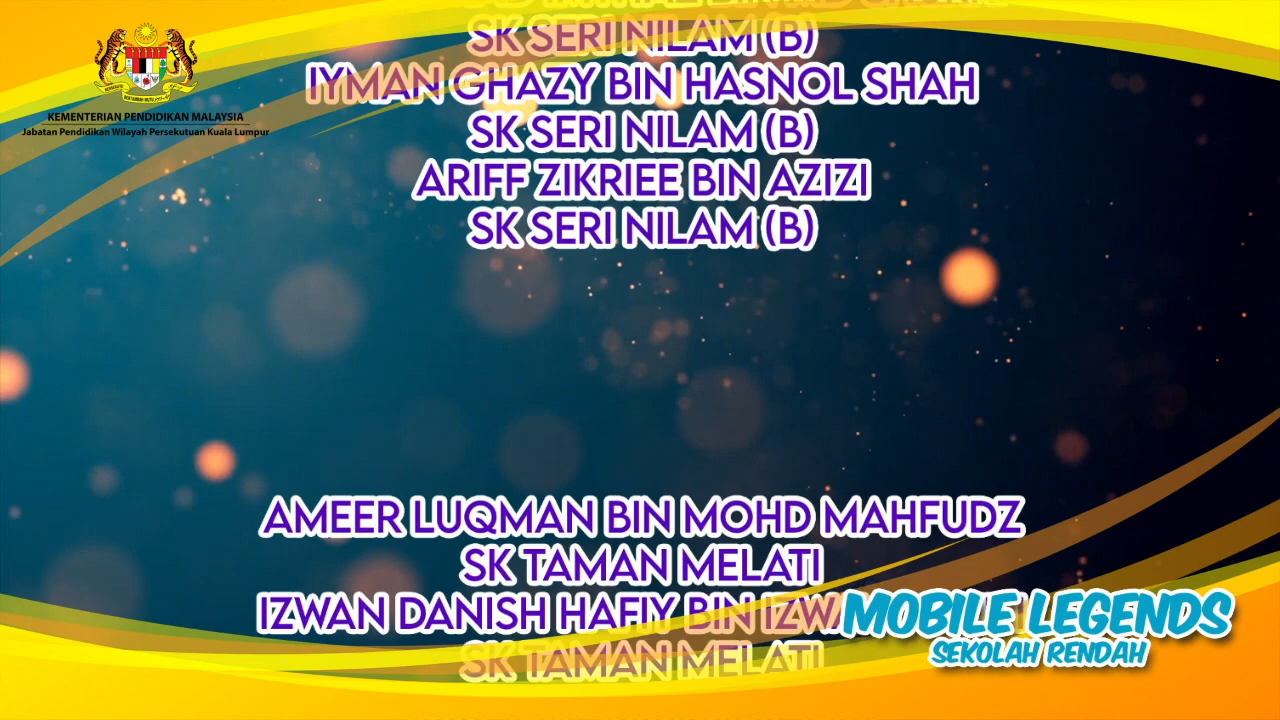 SK SERI NILAM (B)
IYMAN GHAZY BIN HASNOL SHAH
SK SERI NILAM (B)
ARIFF ZIKRIEE BIN AZIZI
SK SERI NILAM (B)
KEMENTERIAN PENDIDIKAN MALAYSIA
Jabatan Pendidikan Wilayah Persekutuan Kuala Lumpur
AMEER LUQMAN BIN MOHD MAHFUDZ
SK TAMAN MELATI
IZWAN DANISH HAFIY BIN
SK TAMAN MELATI
MOBILE LEGENDS
SEKOLAH RENDAH